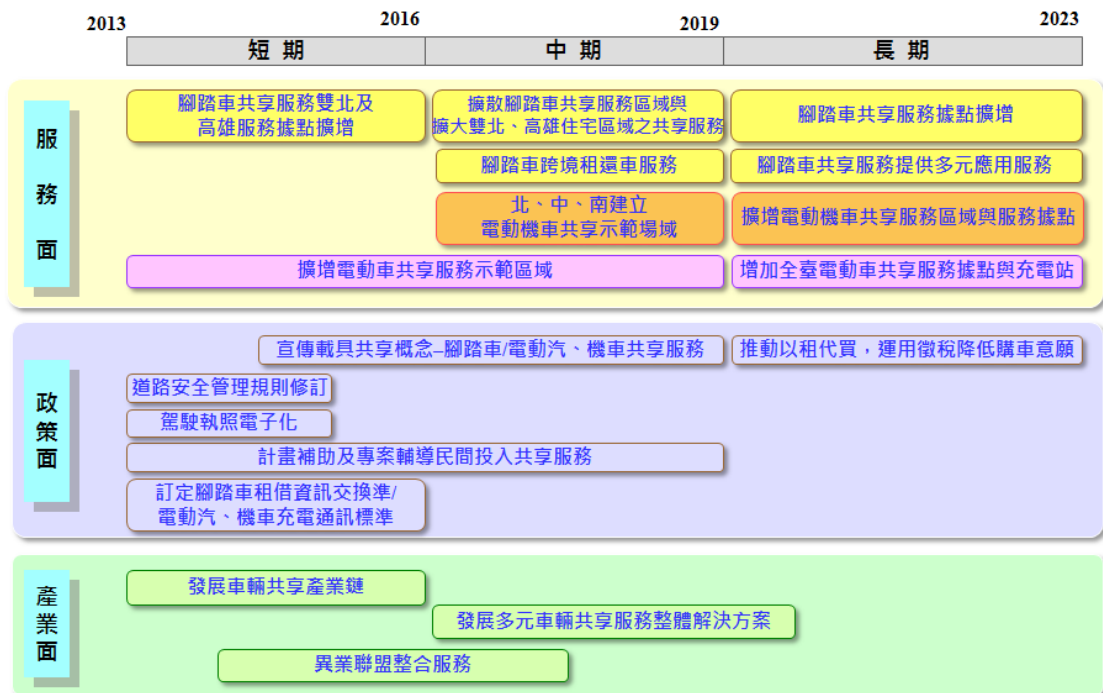 2013
2016
2019
2023
短期
中期
長期
服務面
腳踏車共享服務雙北及
高雄服務據點擴增
擴散腳踏車共享服務區域與
擴大雙北、高雄住宅區域之共享服務
腳踏車共享服務據點擴增
腳踏車跨境租還車服務
腳踏車共享服務提供多元應用服務
北、中、南建立
電動機車共享示範場域
擴增電動機車共享服務區域與服務據點
擴增電動車共享服務示範區域
增加全臺電動車共享服務據點與充電站
政策面
宣傳載具共享概念–腳踏車/電動汽、機車共享服務
推動以租代買，運用徵稅降低購車意願
道路安全管理規則修訂
駕駛執照電子化
計畫補助及專案輔導民間投入共享服務
訂定腳踏車租借資訊交換準/
電動汽、機車充電通訊標準
產業面
發展車輛共享產業鏈
發展多元車輛共享服務整體解決方案
異業聯盟整合服務